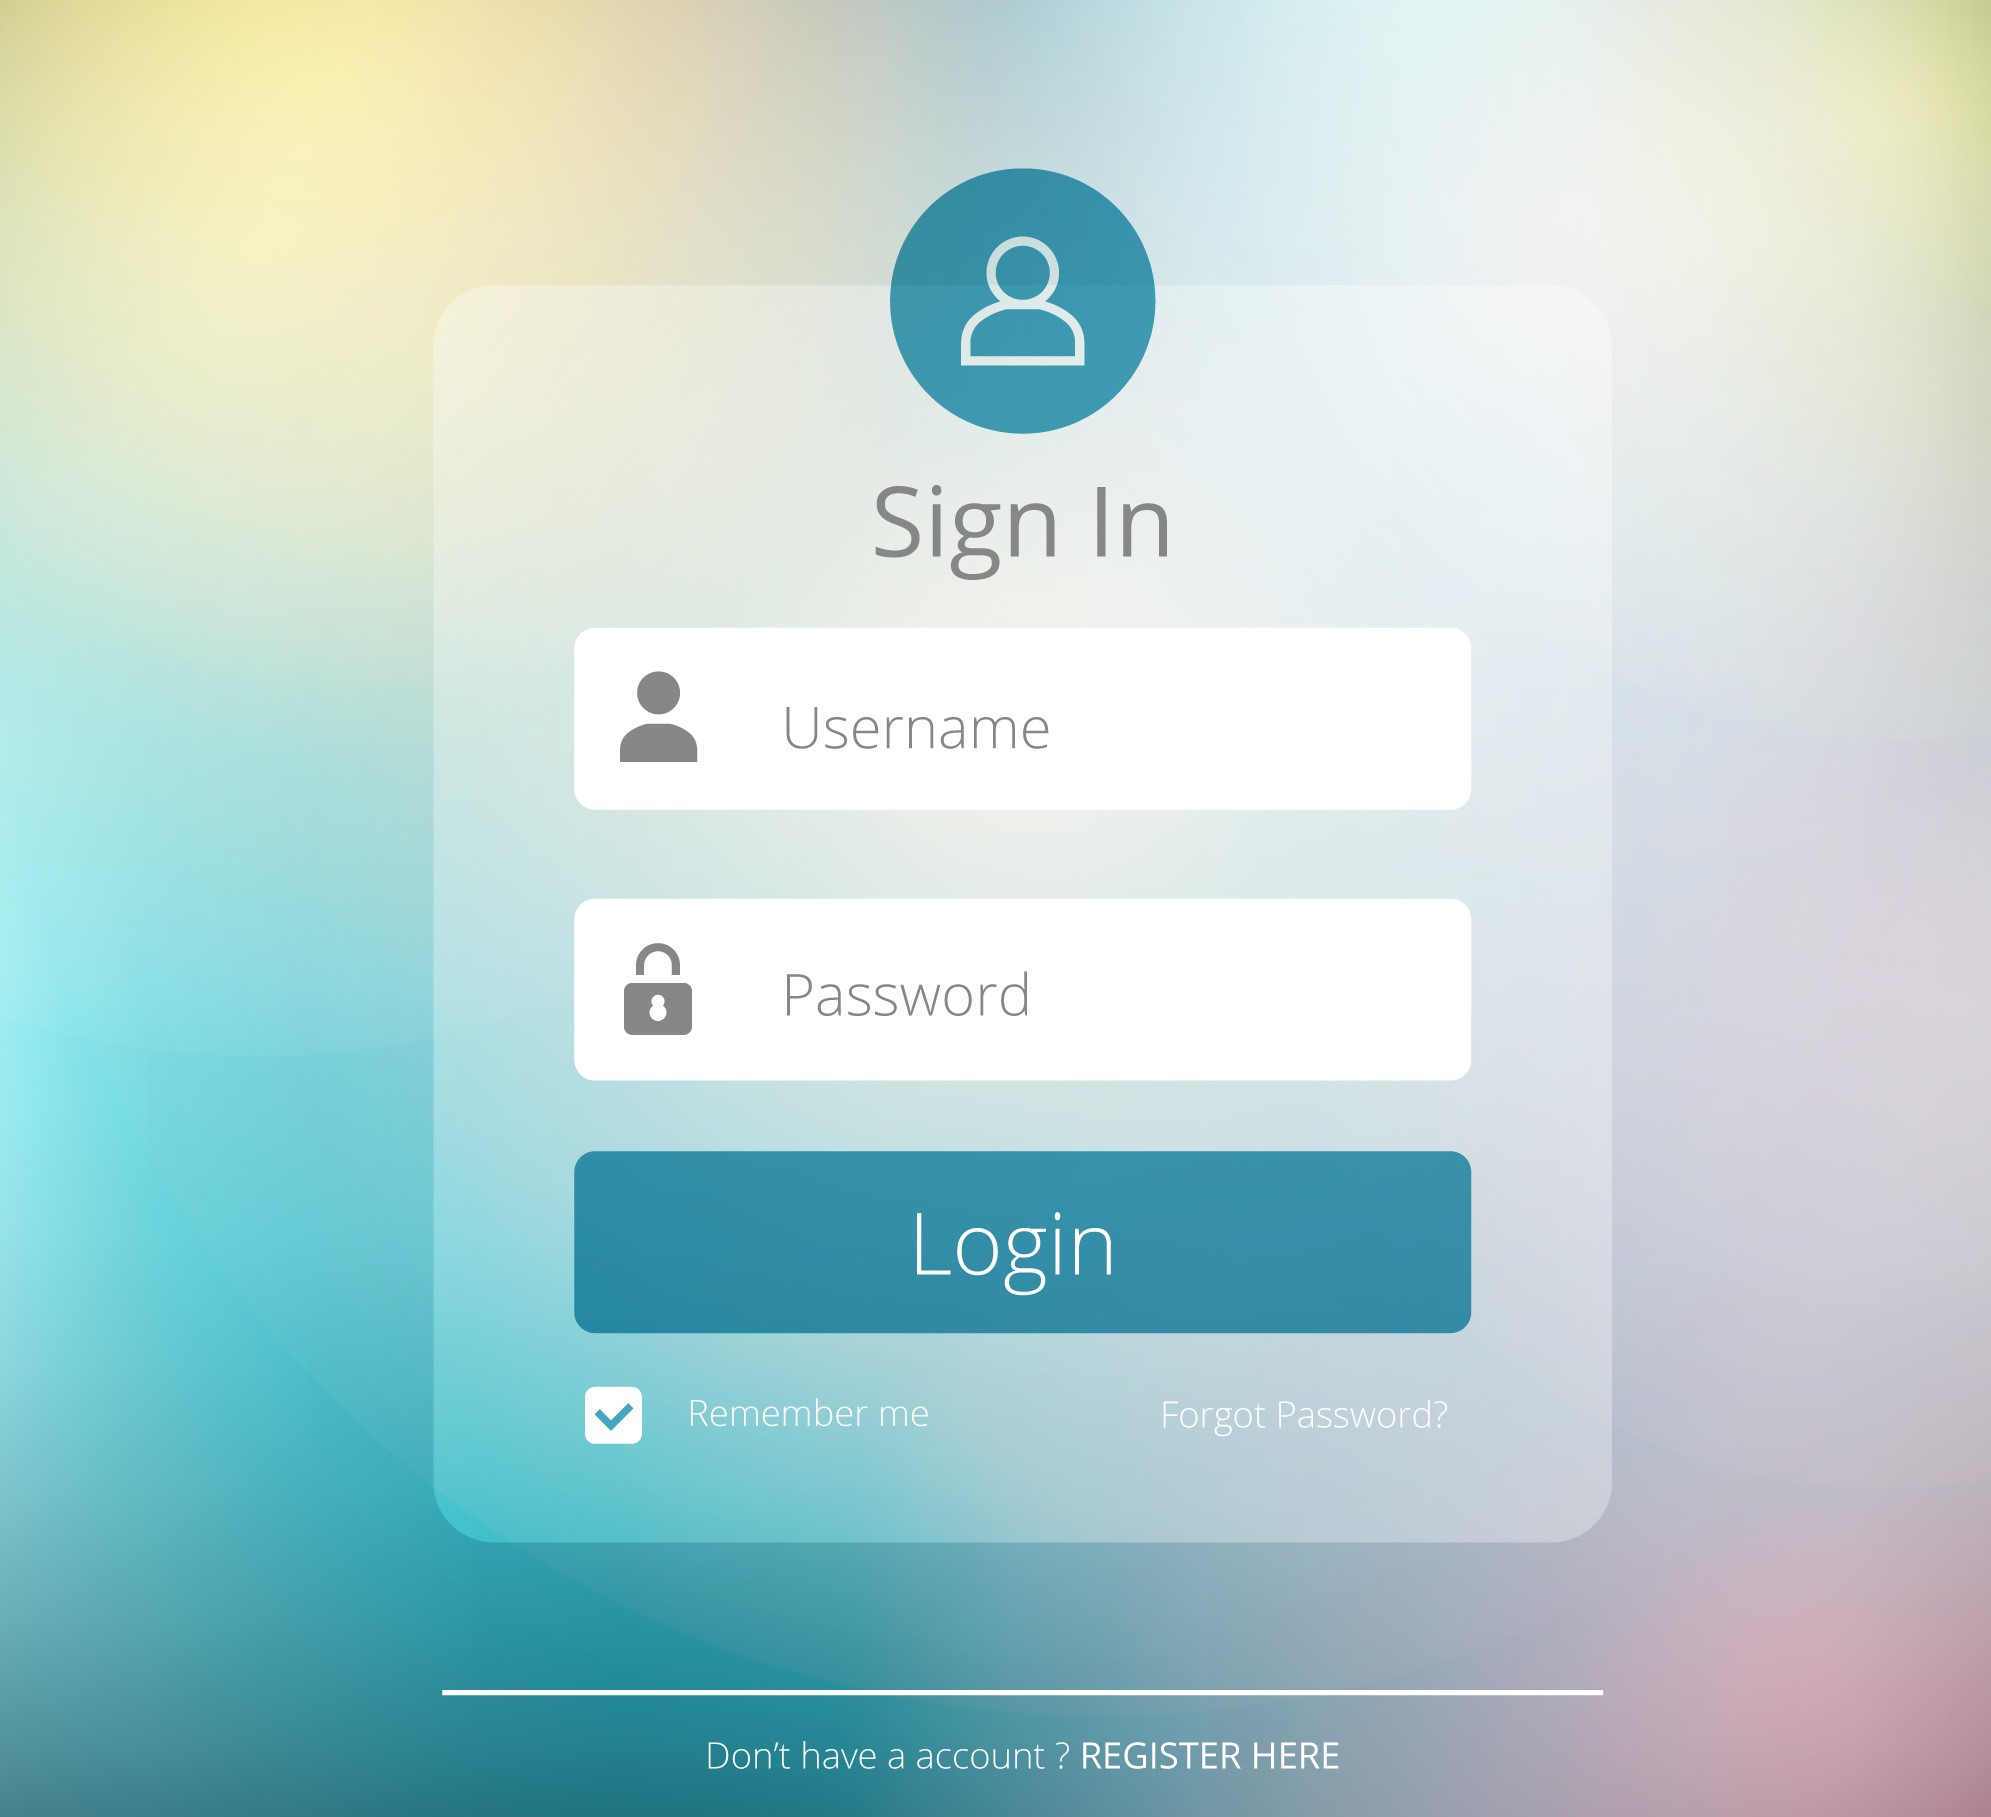 Sign In
Username
Password
Login
Remember me
Forgot Password?
Don't have a account ? REGISTER HERE